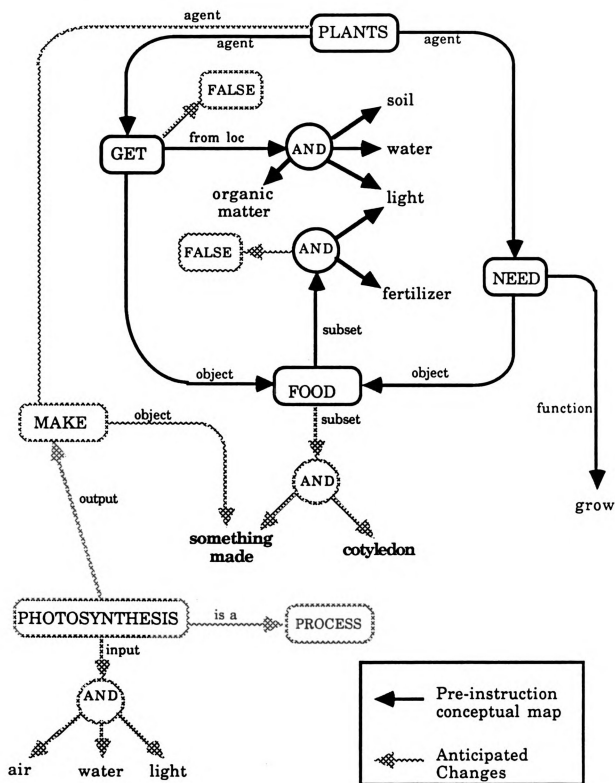 agent
PLANTS
agent
agent
FALSE
soil
from loc
AND
water
GET
organic
matter
light
FALSE
AND
NEED
fertilizer
subset
object
FOOD
object
subset
function
MAKE
object
AND
grow
output
something
made
cotyledon
PHOTOSYNTHESIS
is a
PROCESS
input
AND
air
water
light
Pre-instruction
conceptual map
Anticipated
Changes